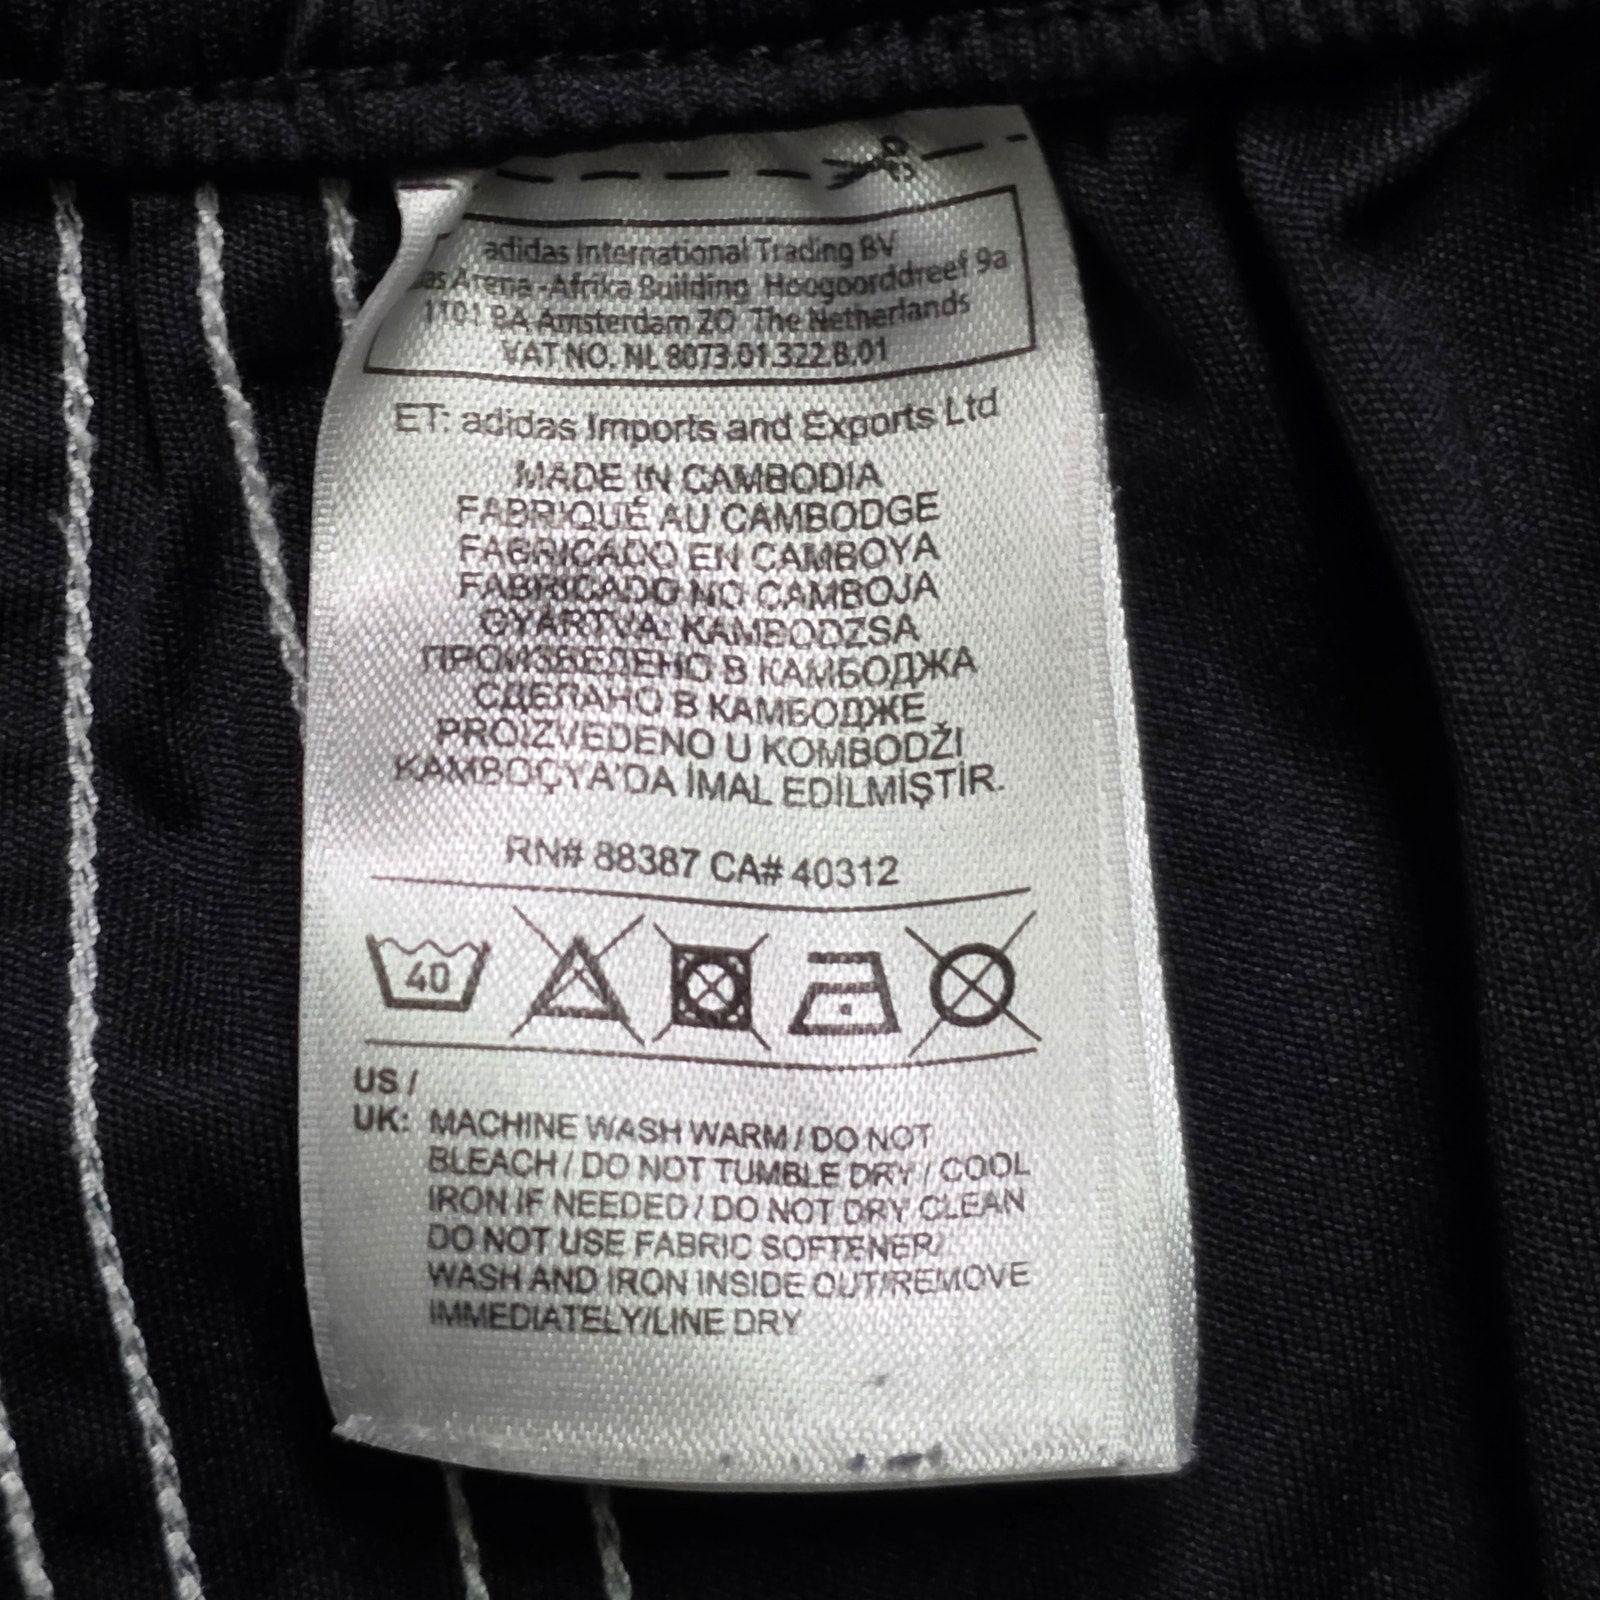 adidas International Trading BV
as Arena - Afrika Building Hoogoorddreef 9a
1101 BA Amsterdam ZO The Netherlands
VAT NO. NL 8073.01.322.B.01
ET: adidas Imports and Exports Ltd
MADE IN CAMBODIA
FABRIQUÉ AU CAMBODGE
FABRICADO EN CAMBOYA
FABRICADO NO CAMBOJA
GYÁRTVA: KAMBODZSA
ПРОИЗВЕДЕНО В КАМБОДЖА
СДЕЛАНО В КАМБОДЖЕ
PROIZVEDENO U KOMBODŽI
KAMBOÇYA'DA İMAL EDİLMİŞTİR.
RN# 88387 CA# 40312
40
US /
UK: MACHINE WASH WARM / DO NOT
BLEACH / DO NOT TUMBLE DRY / COOL
IRON IF NEEDED / DO NOT DRY CLEAN
DO NOT USE FABRIC SOFTENER/
WASH AND IRON INSIDE OUT/REMOVE
IMMEDIATELY/LINE DRY